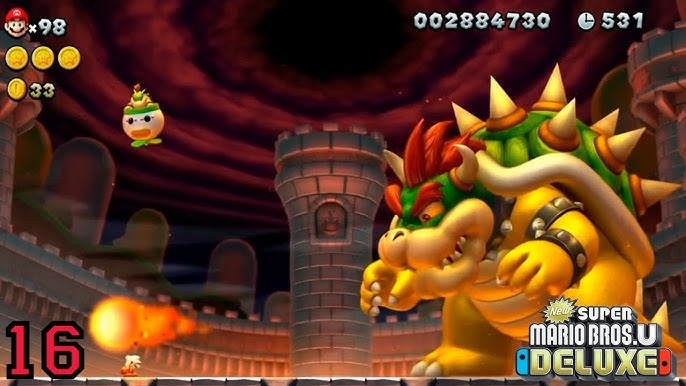 ×98 002884730 531
33
16
New SUPER
MARIO BROS. U
DELUXE